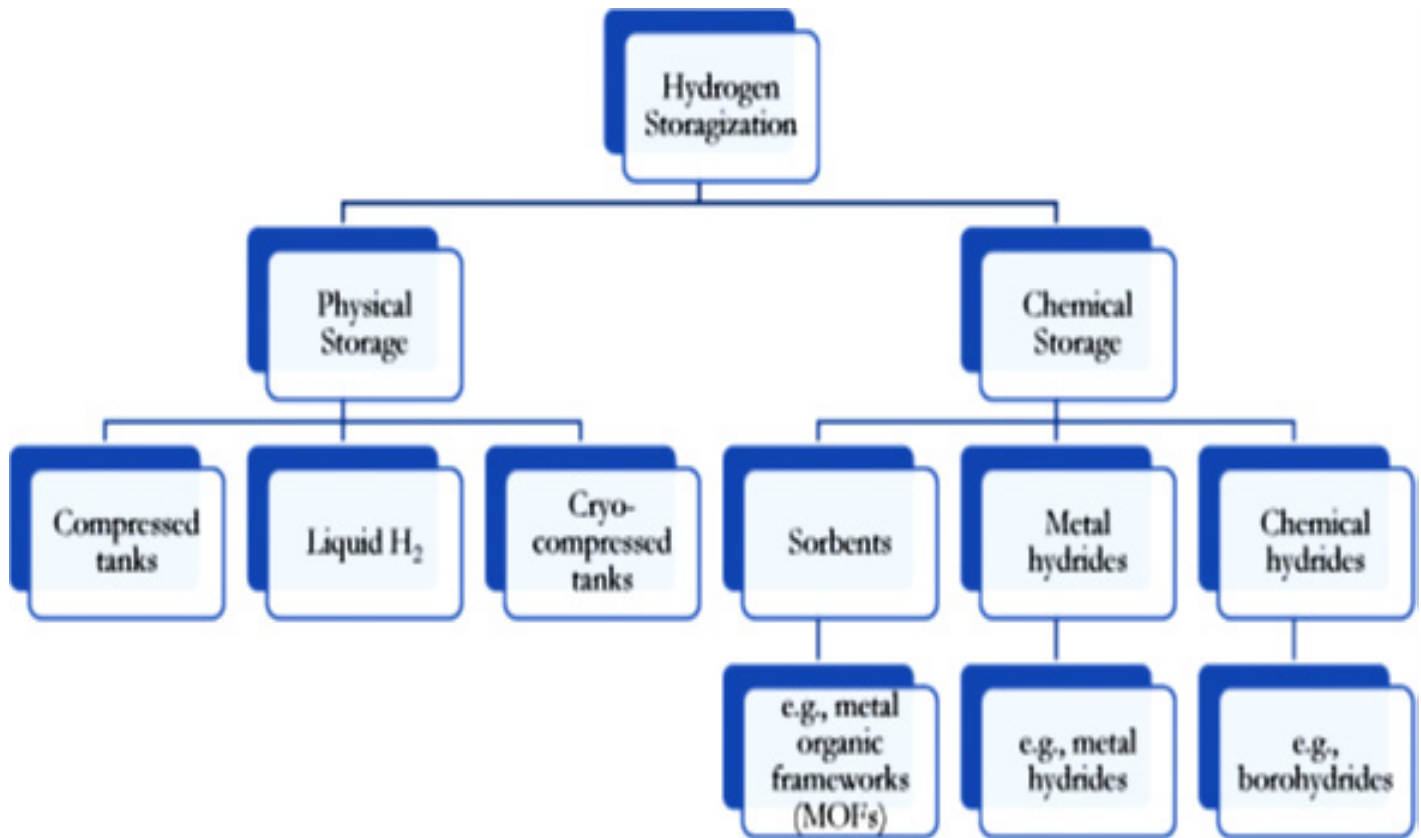 Hydrogen
Storagization
Physical
Storage
Chemical
Storage
Compressed
tanks
Liquid H₂
Cryo-
compressed
tanks
Sorbents
Metal
hydrides
Chemical
hydrides
e.g., metal
organic
frameworks
(MOFs)
e.g., metal
hydrides
e.g.,
borohydrides